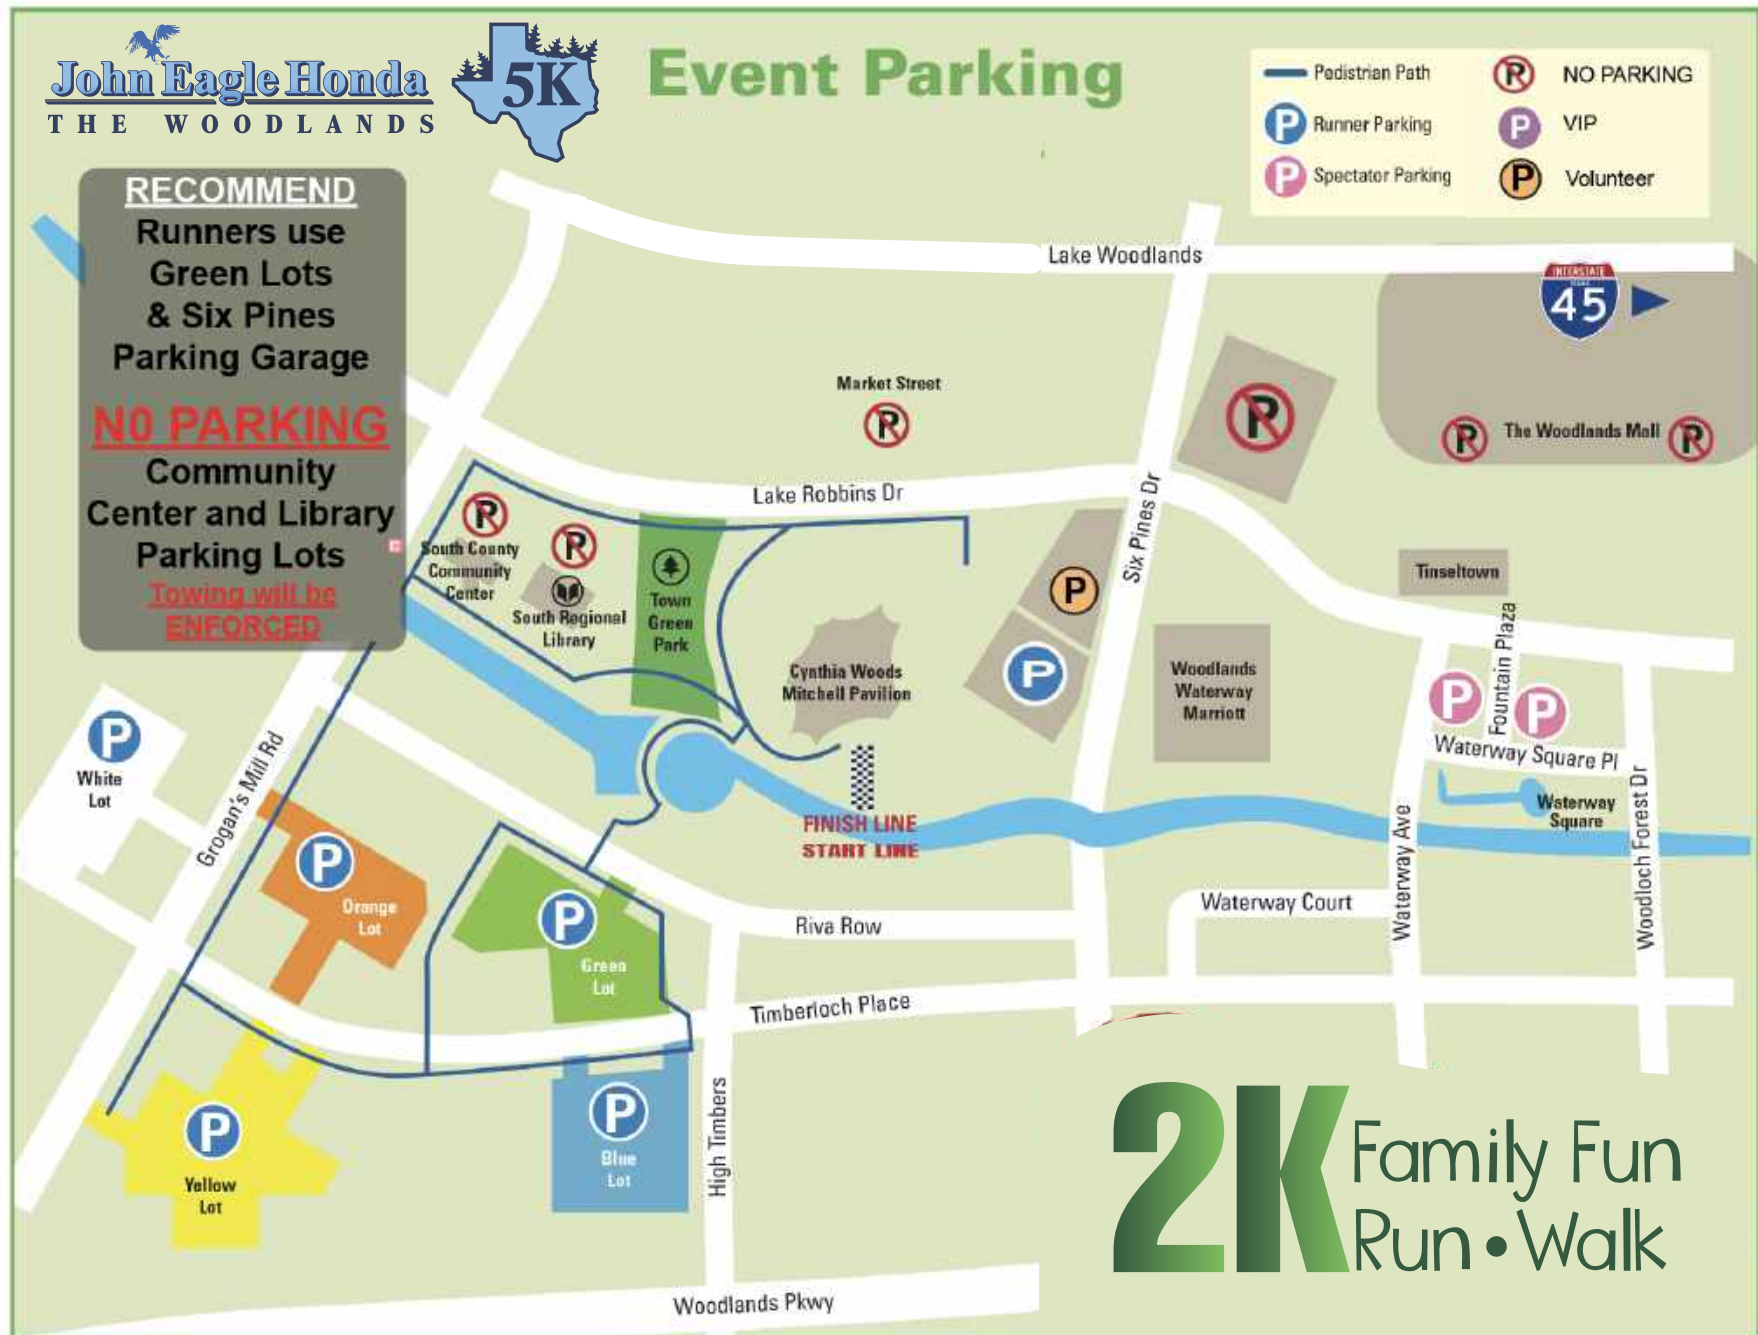 John Eagle Honda
THE WOODLANDS
5K
Event Parking
Pedistrian Path
Runner Parking
Spectator Parking
NO PARKING
VIP
Volunteer
P
P
P
P
P
RECOMMEND
Runners use
Green Lots
& Six Pines
Parking Garage
N0 PARKING
Community
Center and Library
Parking Lots
Towing will be
ENFORCED
Lake Woodlands
INTERSTATE
TEXAS
45
Market Street
P
P
P
The Woodlands Mall
P
Lake Robbins Dr
Six Pines Dr
P
South County
Community
Center
P
South Regional
Library
Town
Green
Park
Cynthia Woods
Mitchell Pavilion
P
P
Woodlands
Waterway
Marriott
Tinseltown
Fountain Plaza
P
P
Waterway Square Pl
Waterway
Square
Woodloch Forest Dr
Waterway Ave
Waterway Court
FINISH LINE
START LINE
P
White
Lot
Grogan's Mill Rd
P
Orange
Lot
P
Green
Lot
Riva Row
Timberloch Place
High Timbers
P
Yellow
Lot
P
Blue
Lot
Woodlands Pkwy
2K
Family Fun
Run • Walk